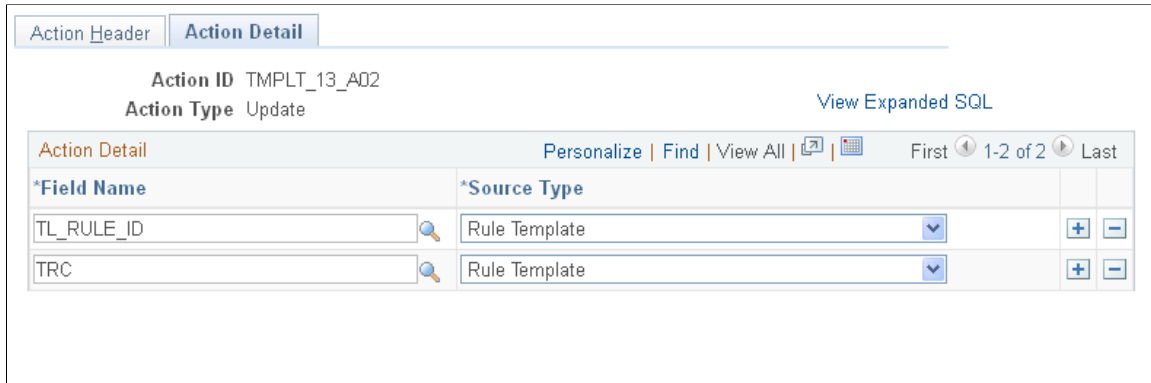 Action Header Action Detail
Action ID TMPLT_13_A02
Action Type Update
View Expanded SQL
Action Detail Personalize | Find | View All | | First 1-2 of 2 Last
*Field Name *Source Type
TL_RULE_ID Rule Template
TRC Rule Template